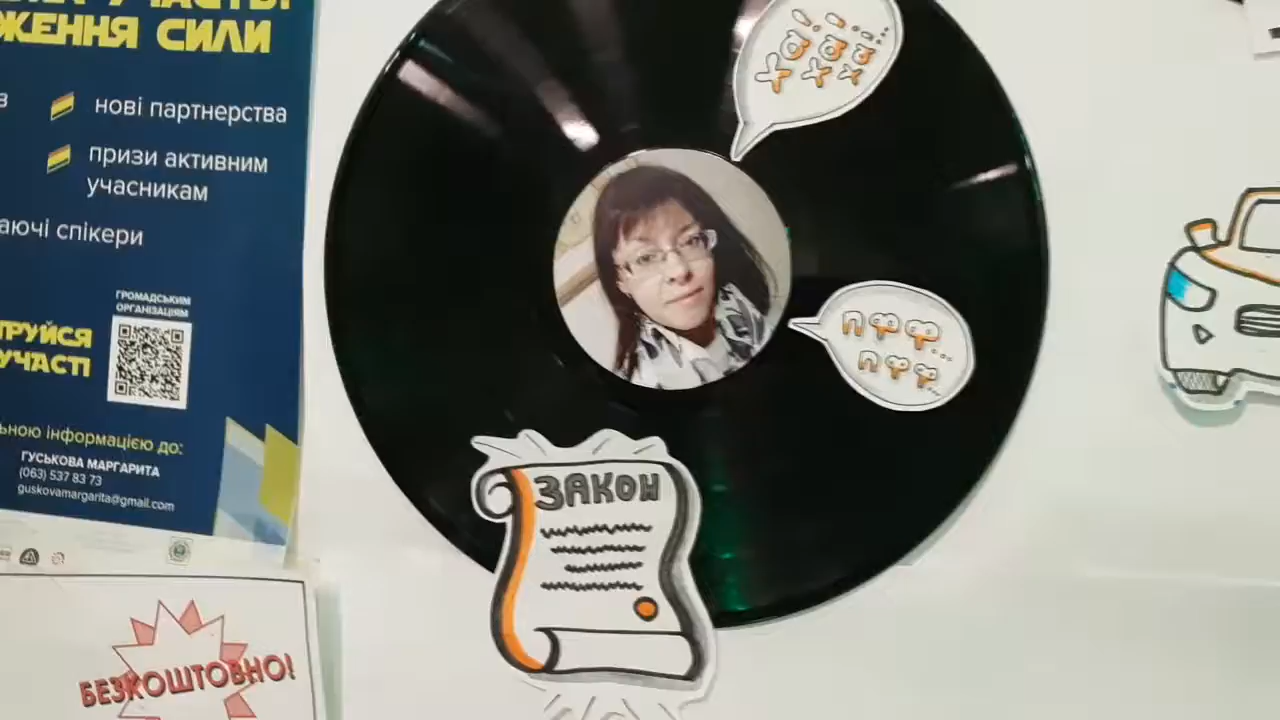 ЖЕННЯ СИЛИ
нові партнерства
призи активним
учасникам
аючі спікери
ГРОМАДСЬКИМ
ОРГАНІЗАЦІЯМ
ТРУЙСЯ
УЧАСТІ
ьною інформацією до:
ГУСЬКОВА МАРГАРИТА
(063) 537 83 73
guskovamargarita@gmail.com
БЕЗКОШТОВНО!
Ха!
Ха!
Ха!...
ПФФ...
ПФФ...
ЗАКОН